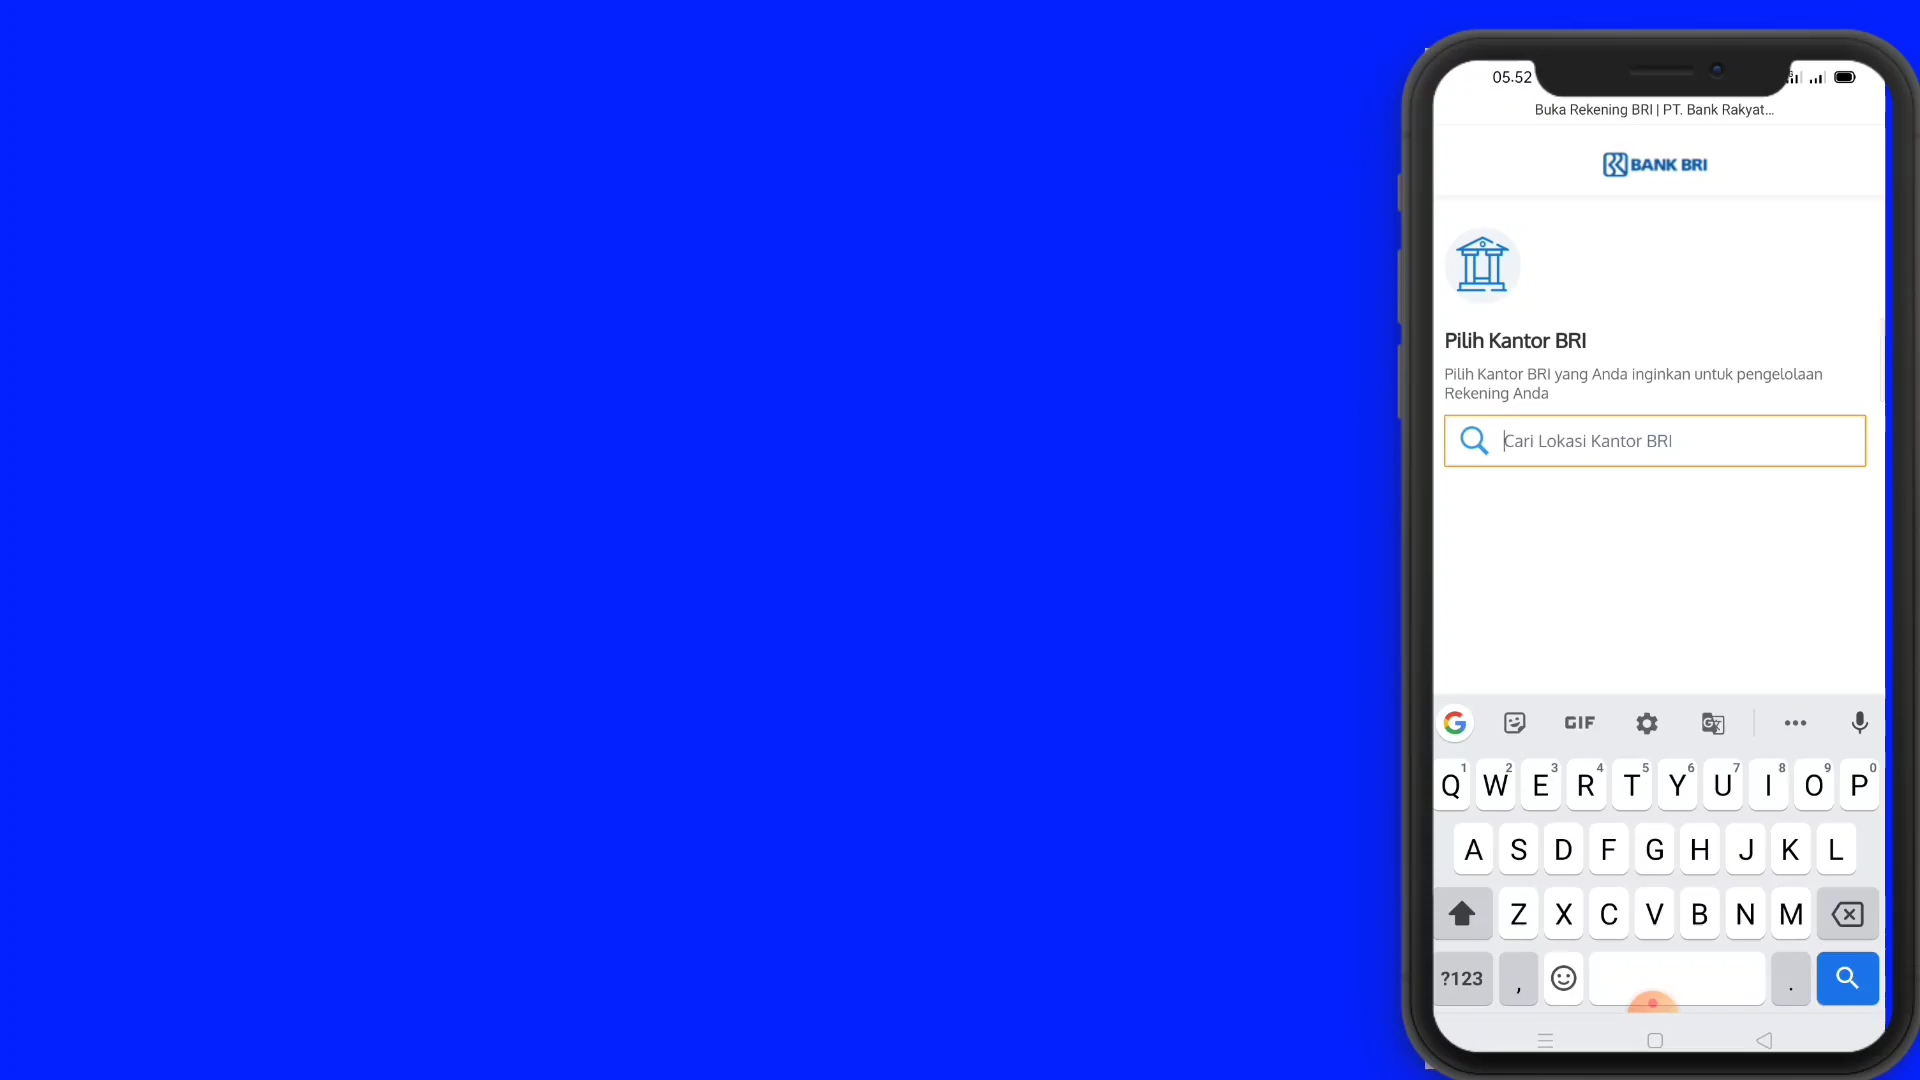 05.52
Buka Rekening BRI | PT. Bank Rakyat...
BANK BRI
Pilih Kantor BRI
Pilih Kantor BRI yang Anda inginkan untuk pengelolaan
Rekening Anda
Cari Lokasi Kantor BRI
G GIF
1 2 3 4 5 6 7 8 9 0
Q W E R T Y U I O P
A S D F G H J K L
Z X C V B N M
?123 , .